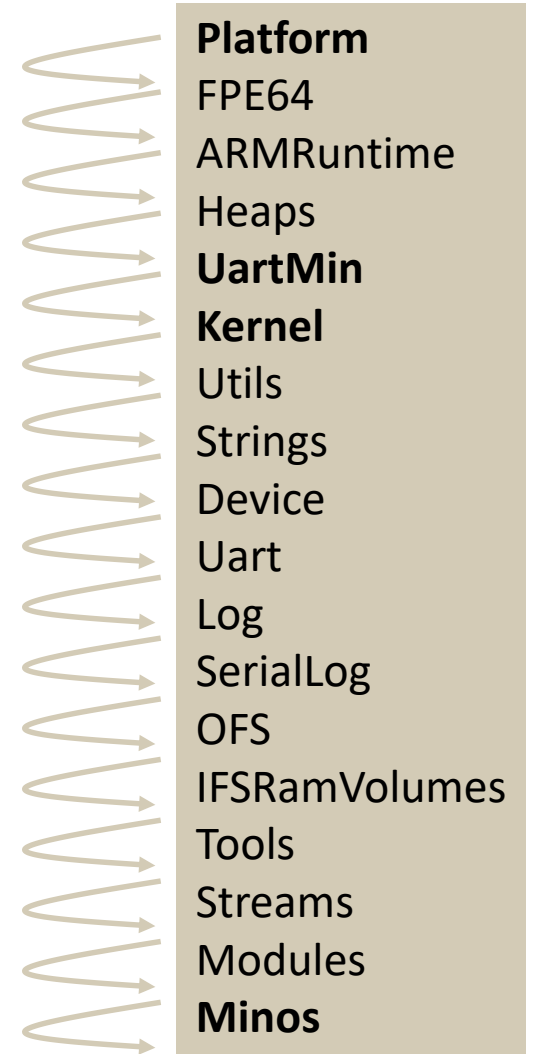 Platform
FPE64
ARMRuntime
Heaps
UartMin
Kernel
Utils
Strings
Device
Uart
Log
SerialLog
OFS
IFSRamVolumes
Tools
Streams
Modules
Minos